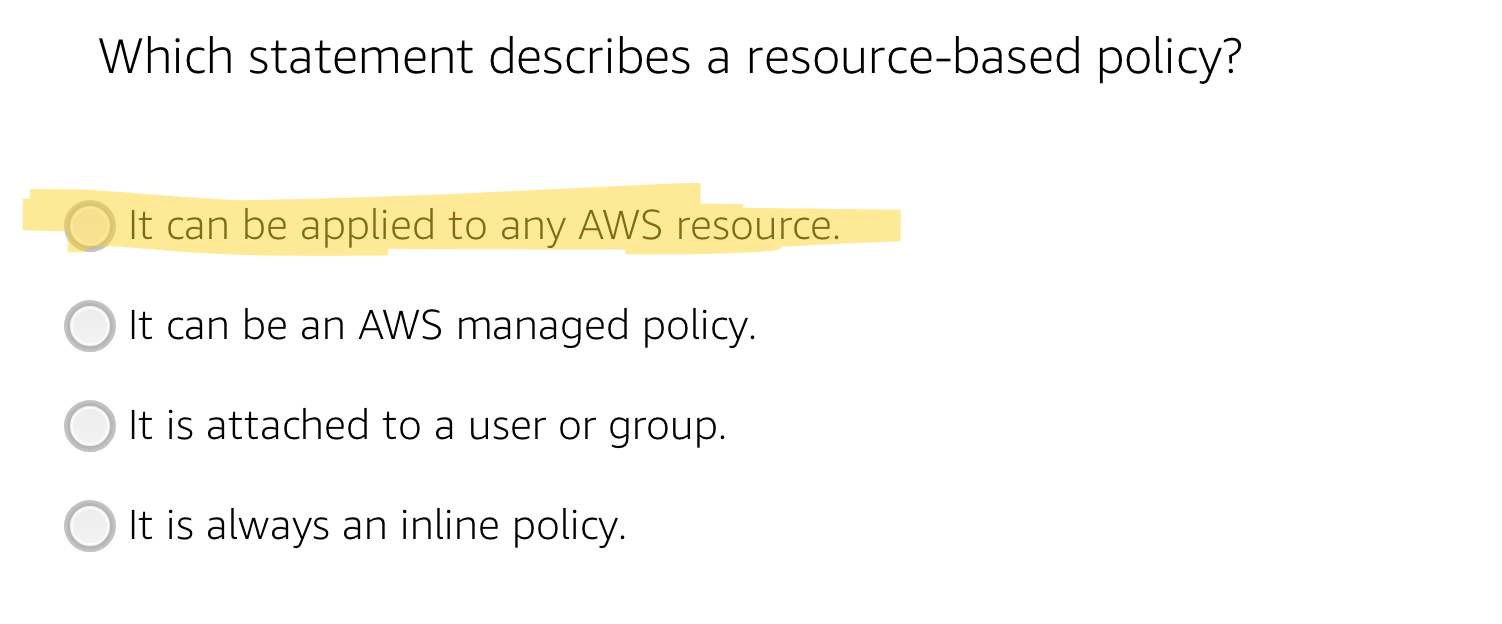 Which statement describes a resource-based policy?
It can be applied to any AWS resource.
It can be an AWS managed policy.
It is attached to a user or group.
It is always an inline policy.